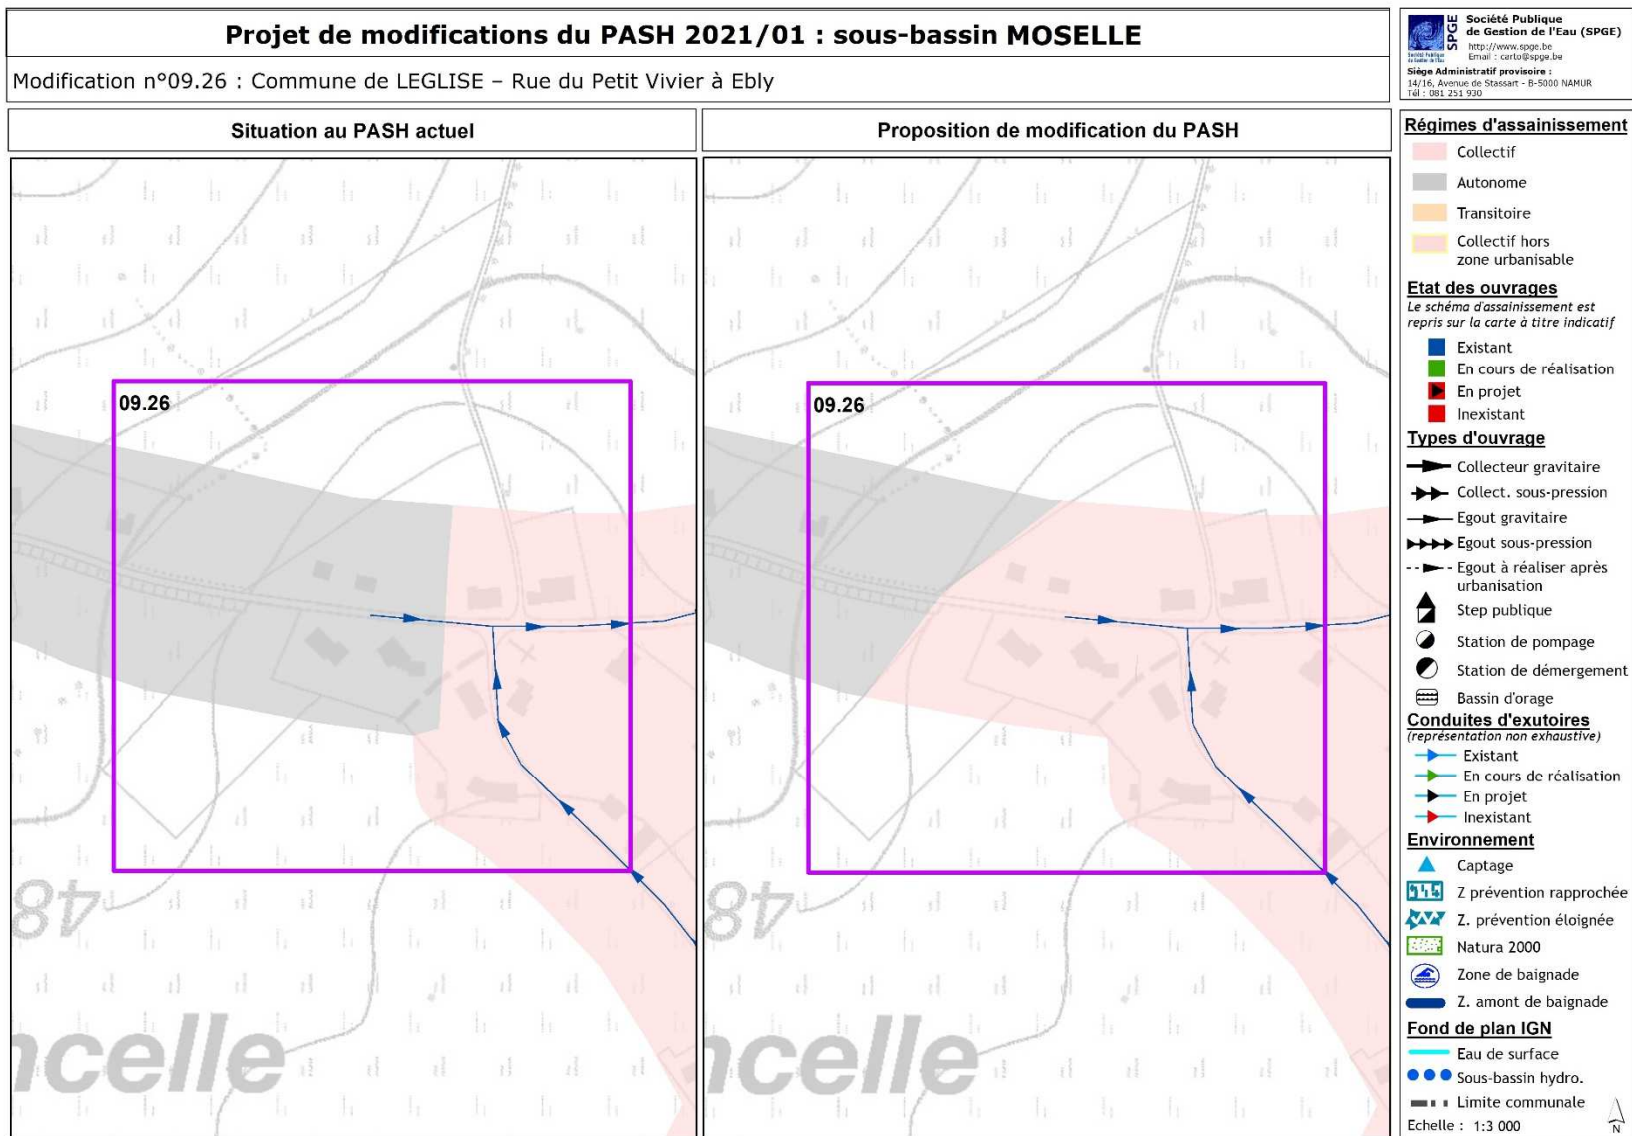 Projet de modifications du PASH 2021/01 : sous-bassin MOSELLE
Modification n°09.26 : Commune de LEGLISE – Rue du Petit Vivier à Ebly
SPGE
Société Publique
de Gestion de l'Eau (SPGE)
http://www.spge.be
Email : carto@spge.be
Siège Administratif provisoire :
14/16, Avenue de Stassart - B-5000 NAMUR
Tél : 081 251 930
Situation au PASH actuel
09.26
48
ncelle
Proposition de modification du PASH
09.26
48
ncelle
Régimes d'assainissement
Collectif
Autonome
Transitoire
Collectif hors
zone urbanisable
Etat des ouvrages
Le schéma d'assainissement est
repris sur la carte à titre indicatif
Existant
En cours de réalisation
En projet
Inexistant
Types d'ouvrage
Collecteur gravitaire
Collect. sous-pression
Egout gravitaire
Egout sous-pression
Egout à réaliser après
urbanisation
Step publique
Station de pompage
Station de démergement
Bassin d'orage
Conduites d'exutoires
(représentation non exhaustive)
Existant
En cours de réalisation
En projet
Inexistant
Environnement
Captage
Z prévention rapprochée
Z. prévention éloignée
Natura 2000
Zone de baignade
Z. amont de baignade
Fond de plan IGN
Eau de surface
Sous-bassin hydro.
Limite communale
Echelle : 1:3 000
N